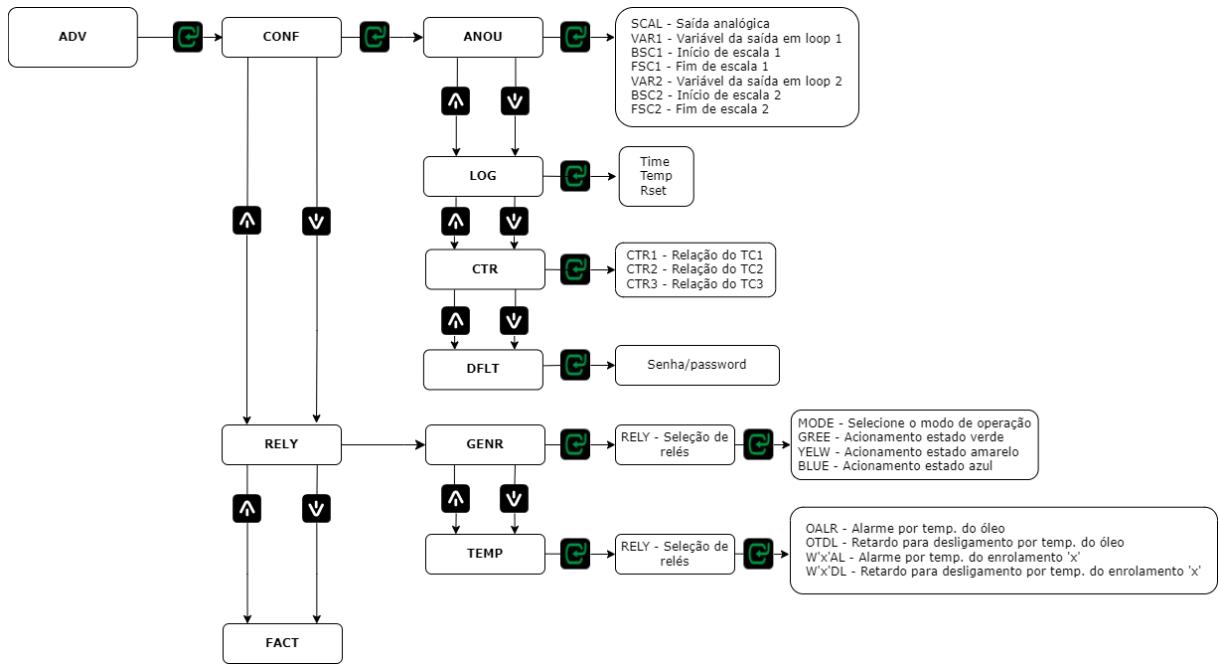 ADV
CONF
ANOU
SCAL - Saída analógica
VAR1 - Variável da saída em loop 1
BSC1 - Início de escala 1
FSC1 - Fim de escala 1
VAR2 - Variável da saída em loop 2
BSC2 - Início de escala 2
FSC2 - Fim de escala 2
LOG
Time
Temp
Rset
CTR
CTR1 - Relação do TC1
CTR2 - Relação do TC2
CTR3 - Relação do TC3
DFLT
Senha/password
RELY
GENR
RELY - Seleção de
relés
MODE - Selecione o modo de operação
GREE - Acionamento estado verde
YELW - Acionamento estado amarelo
BLUE - Acionamento estado azul
TEMP
RELY - Seleção de
relés
OALR - Alarme por temp. do óleo
OTDL - Retardo para desligamento por temp. do óleo
W'x'AL - Alarme por temp. do enrolamento 'x'
W'x'DL - Retardo para desligamento por temp. do enrolamento 'x'
FACT